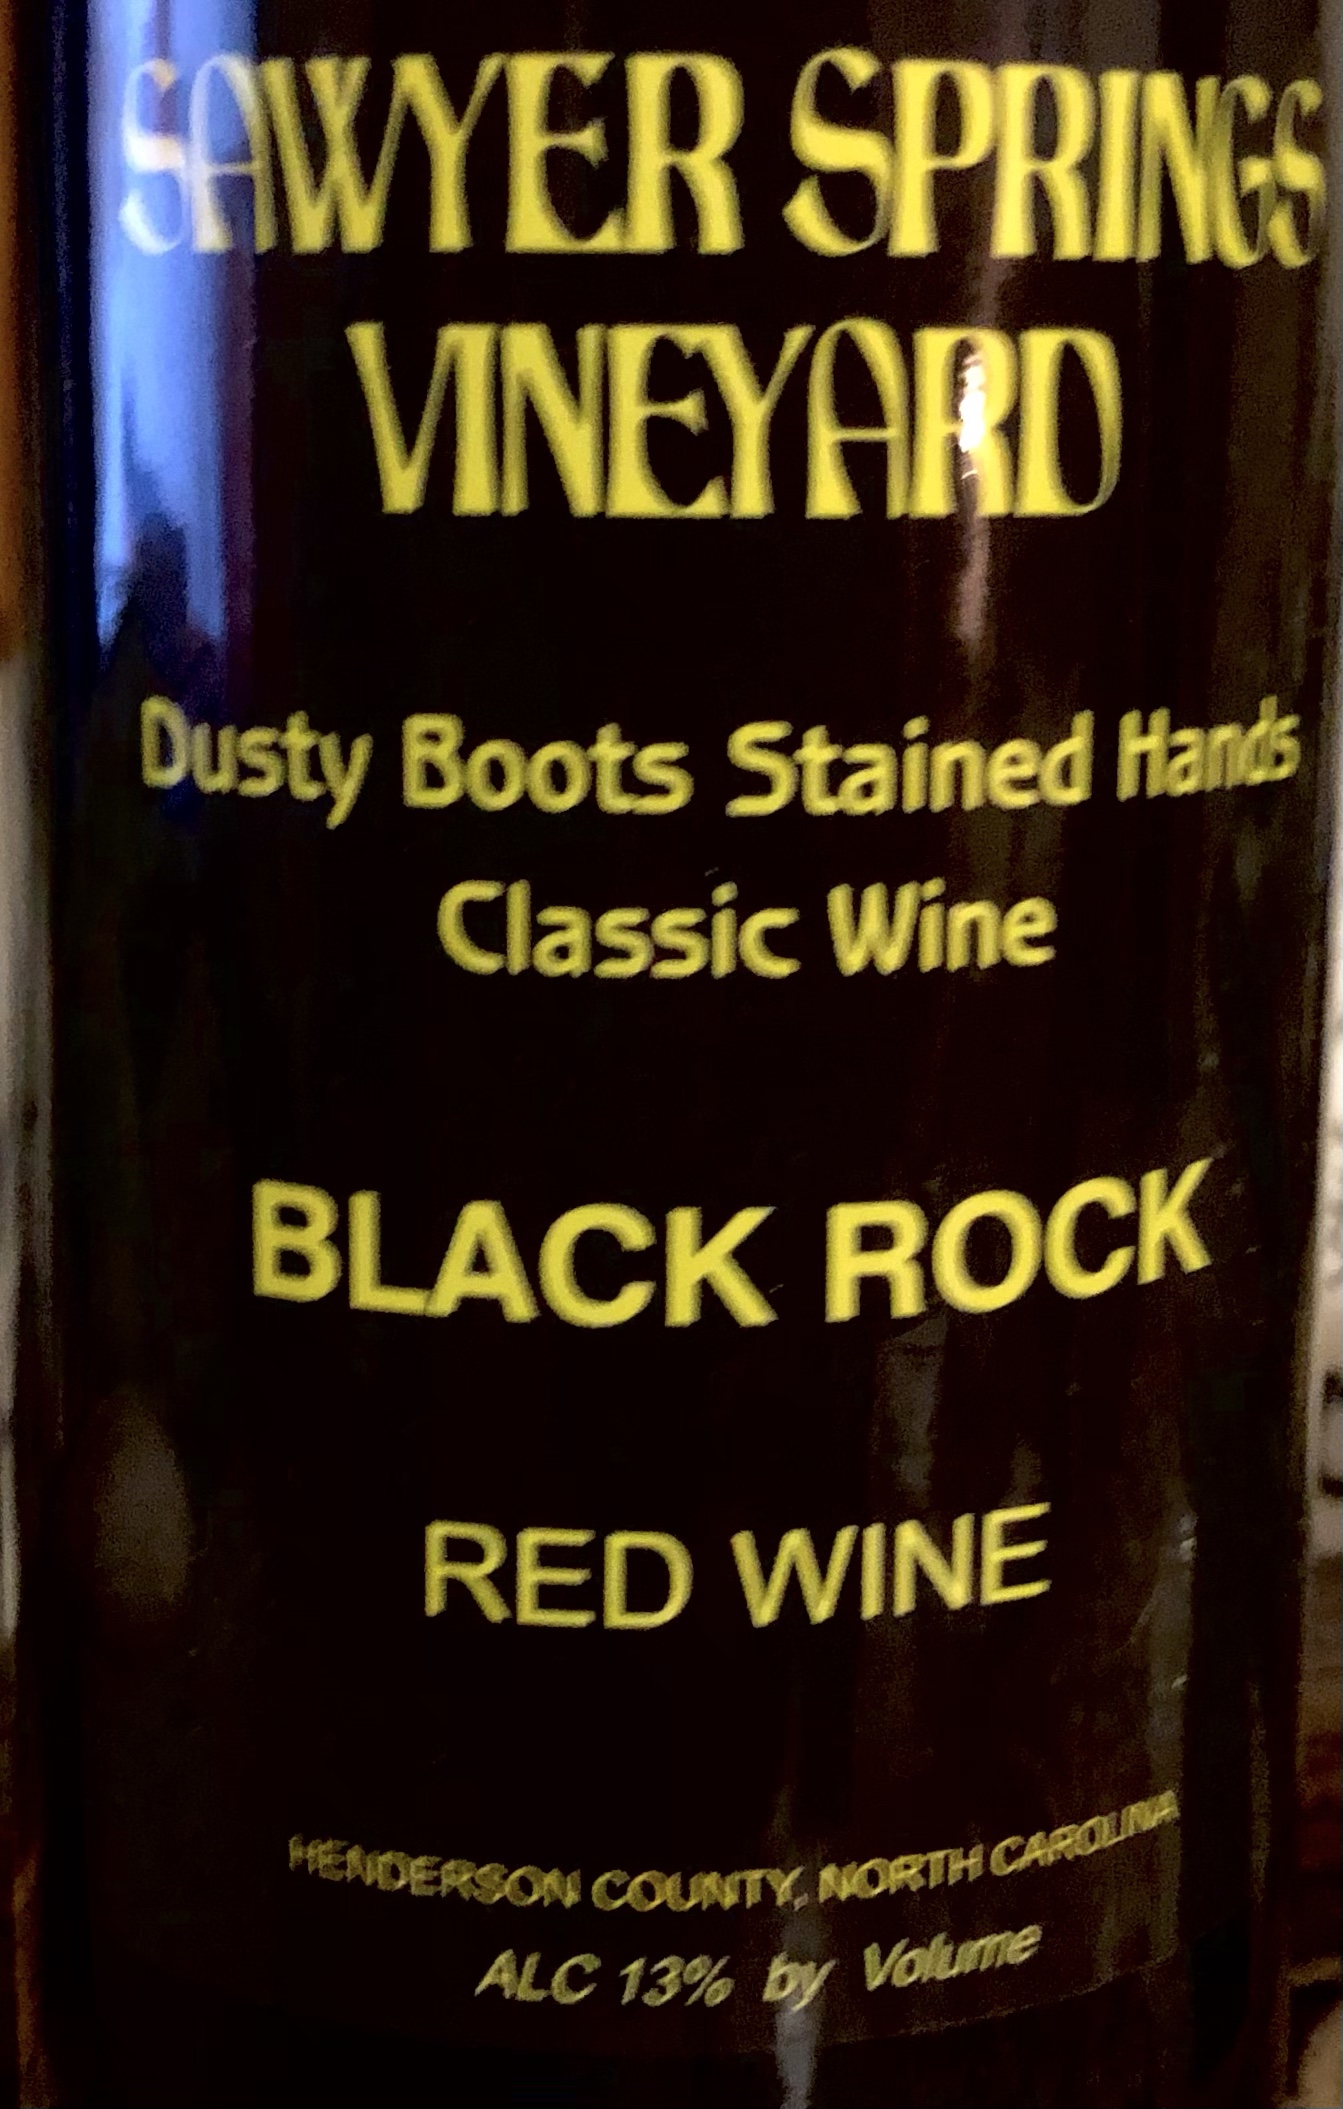 SAWYER SPRINGS
VINEYARD
Dusty Boots Stained Hands
Classic Wine
BLACK ROCK
RED WINE
HENDERSON COUNTY, NORTH CAROLINA
ALC 13% by Volume